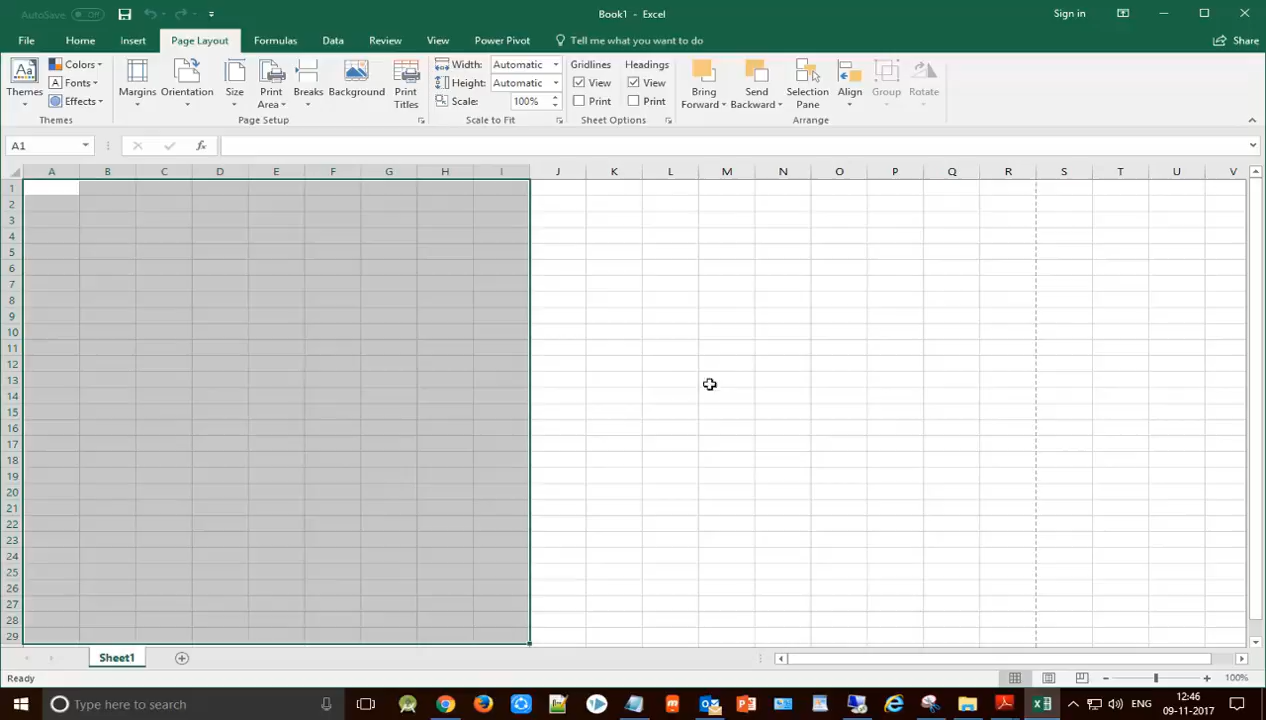 AutoSave Off Book1 - Excel Sign in
File Home Insert Page Layout Formulas Data Review View Power Pivot Tell me what you want to do Share
Themes
Colors
Fonts
Effects
Themes
Margins
Orientation
Size
Print
Area
Breaks
Background
Print
Titles
Page Setup
Width: Automatic
Height: Automatic
Scale: 100%
Scale to Fit
Gridlines Headings
View View
Print Print
Sheet Options
Bring
Forward
Send
Backward
Selection
Pane
Align
Group
Rotate
Arrange
A1 fx
A B C D E F G H I J K L M N O P Q R S T U V
1
2
3
4
5
6
7
8
9
10
11
12
13
14
15
16
17
18
19
20
21
22
23
24
25
26
27
28
29
Sheet1
Ready 100%
Type here to search ENG 12:46
09-11-2017